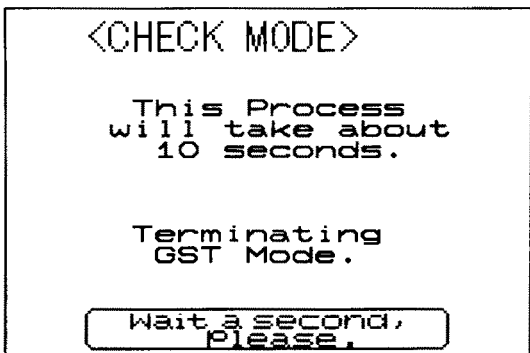 <CHECK MODE>
This Process
will take about
10 seconds.
Terminating
GST Mode.
Wait a second,
Please.